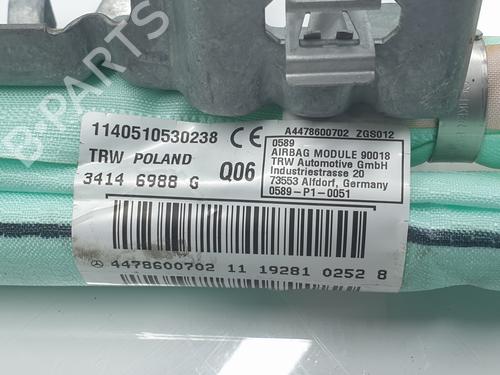 B-PARTS
1140510530238 CE
TRW POLAND
3414 6988 G Q06
A4478600702 ZGS012
0589
AIRBAG MODULE 90018
TRW Automotive GmbH
Industriestrasse 20
73553 Alfdorf, Germany
0589-P1-0051
4478600702 11 19281 0252 8